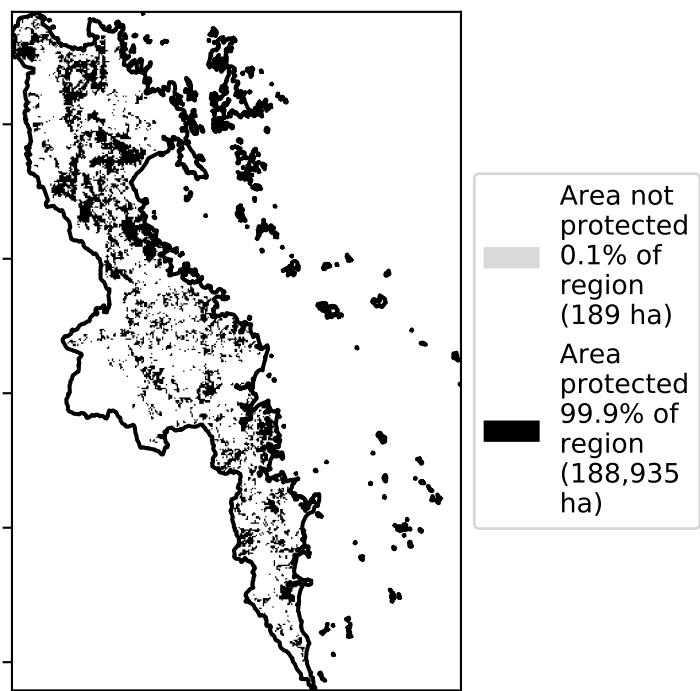 Area not
protected
0.1% of
region
(189 ha)
Area
protected
99.9% of
region
(188,935
ha)